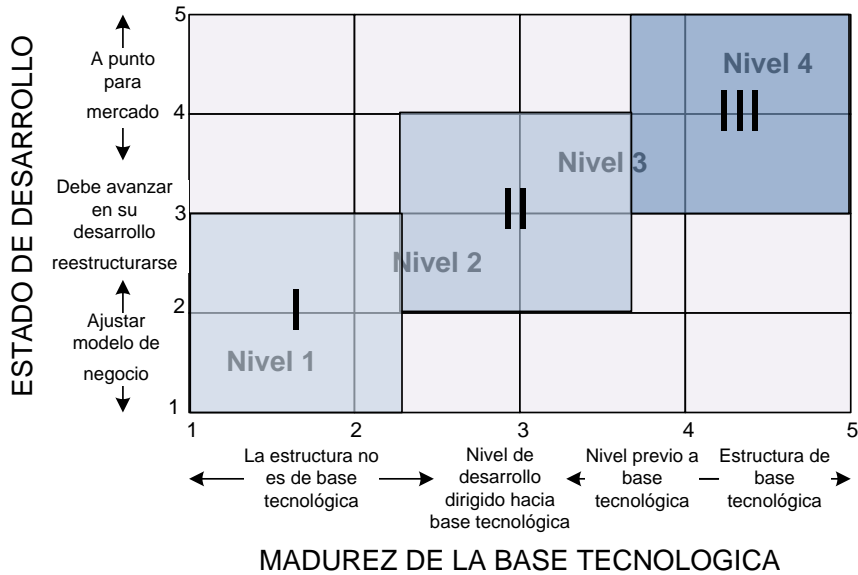 ESTADO DE DESARROLLO
A punto
para
mercado
Debe avanzar
en su
desarrollo
reestructurarse
Ajustar
modelo de
negocio
5
4
3
2
1
Nivel 4
III
Nivel 3
II
Nivel 2
I
Nivel 1
1
2
3
4
5
La estructura no
es de base
tecnológica
Nivel de
desarrollo
dirigido hacia
base tecnológica
Nivel previo a
base
tecnológica
Estructura de
base
tecnológica
MADUREZ DE LA BASE TECNOLOGICA